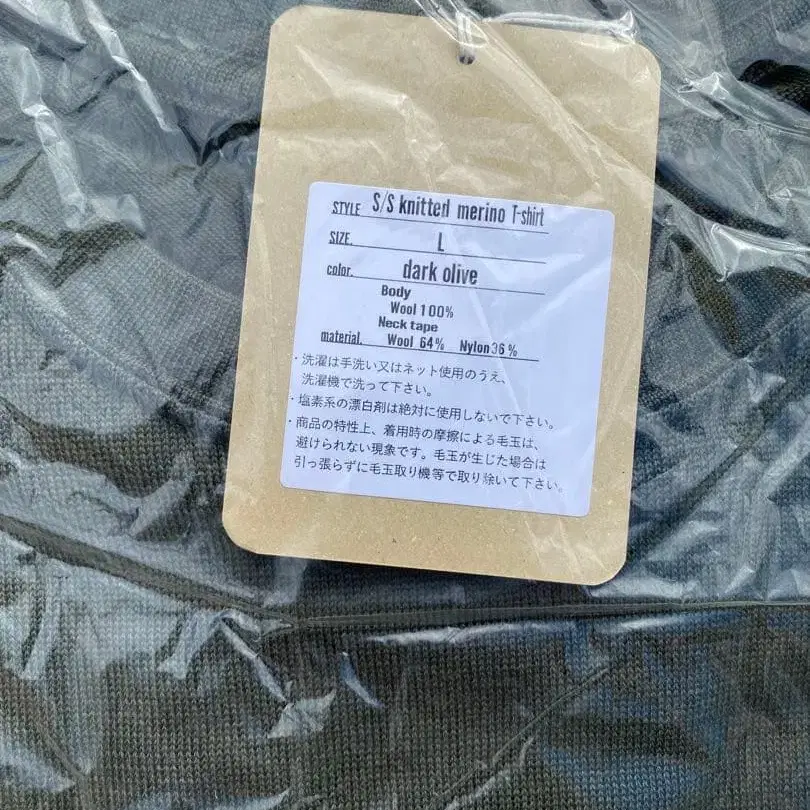 STYLE S/S knitted merino T-shirt
SIZE. L
color. dark olive
Body
Wool 100%
Neck tape
material. Wool 64% Nylon 36%
・洗濯は手洗い又はネット使用のうえ、
洗濯機で洗って下さい。
・塩素系の漂白剤は絶対に使用しないで下さい。
・商品の特性上、着用時の摩擦による毛玉は、
避けられない現象です。毛玉が生じた場合は
引っ張らずに毛玉取り機等で取り除いて下さい。